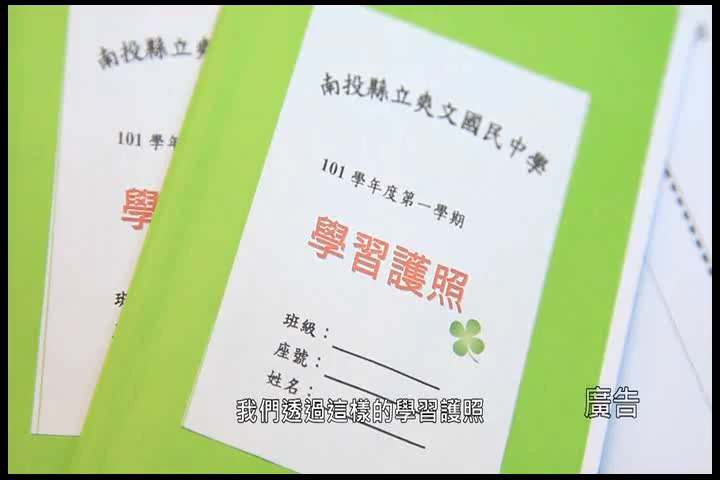 南投縣立
101 學年
學
班
南投縣立爽文國民中學
101 學年度第一學期
學習護照
班級：
座號：
姓名：
我們透過這樣的學習護照
廣告